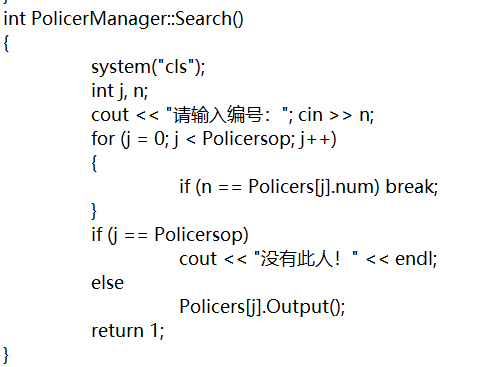 int PolicerManager::Search()
{
system("cls");
int j, n;
cout << "请输入编号："; cin >> n;
for (j = 0; j < Policersop; j++)
{
if (n == Policers[j].num) break;
}
if (j == Policersop)
cout << "没有此人！" << endl;
else
Policers[j].Output();
return 1;
}